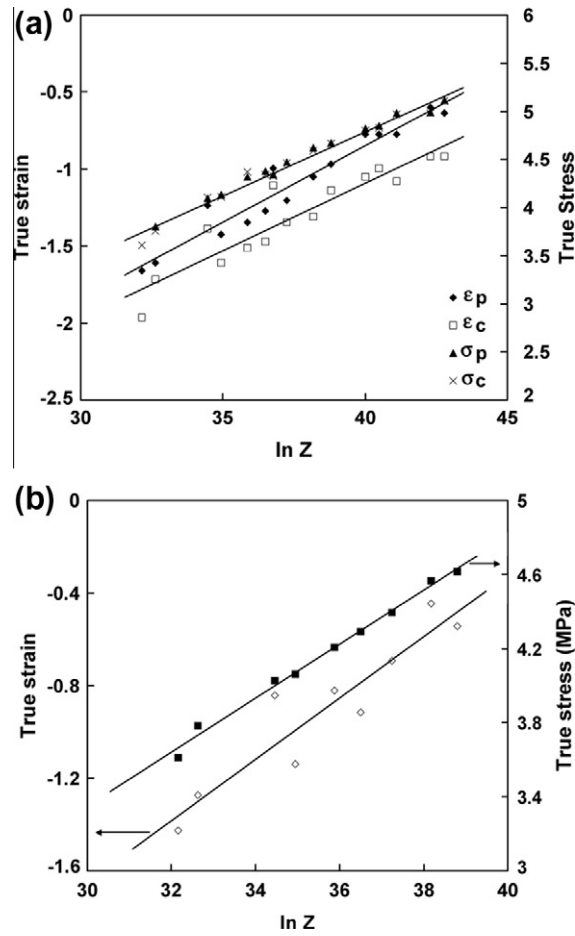 (a)
0
-0.5
-1
-1.5
-2
-2.5
True strain
6
5.5
5
4.5
4
3.5
3
2.5
2
True Stress
εp
εc
σp
σc
30 35 40 45
ln Z
(b)
0
-0.4
-0.8
-1.2
-1.6
True strain
5
4.6
4.2
3.8
3.4
3
True stress (MPa)
30 32 34 36 38 40
ln Z